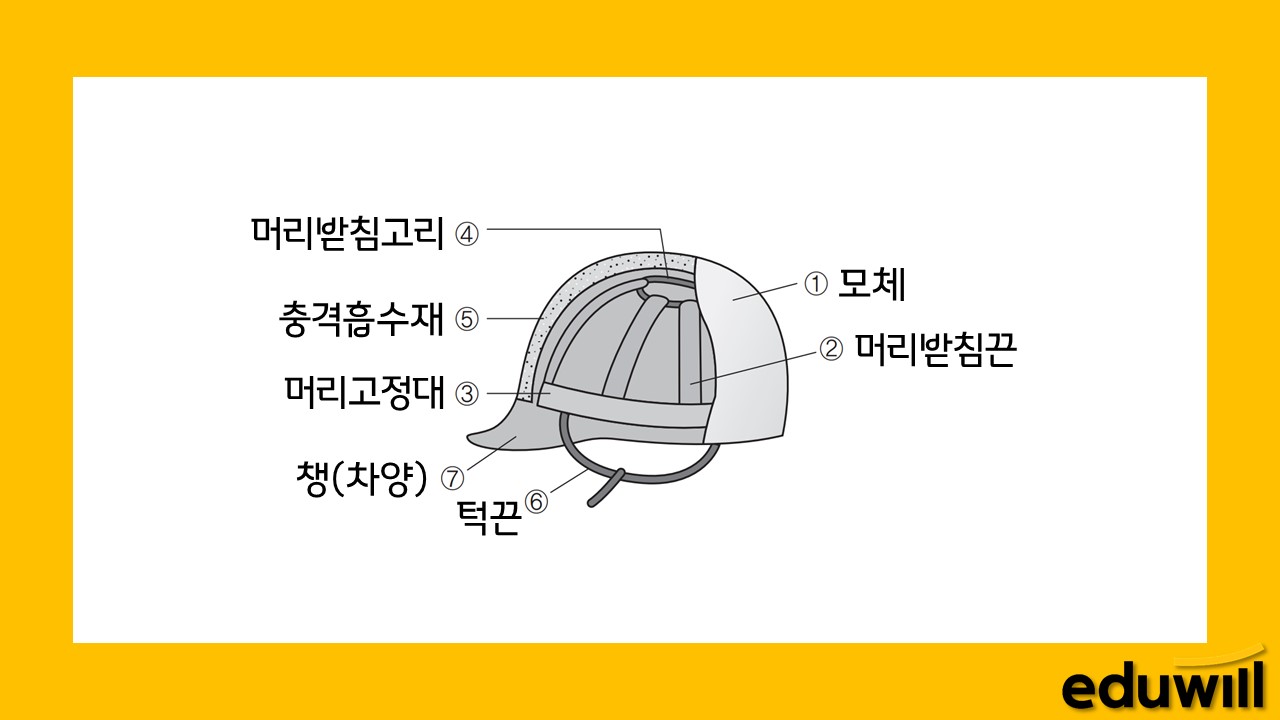 머리받침고리 ④
① 모체
충격흡수재 ⑤
② 머리받침끈
머리고정대 ③
챙(차양) ⑦
턱끈 ⑥
eduwill